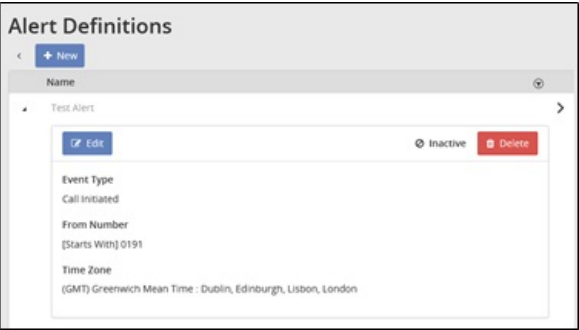 Alert Definitions
+ New
Name
Test Alert
Edit
Inactive
Delete
Event Type
Call Initiated
From Number
[Starts With] 0191
Time Zone
(GMT) Greenwich Mean Time : Dublin, Edinburgh, Lisbon, London